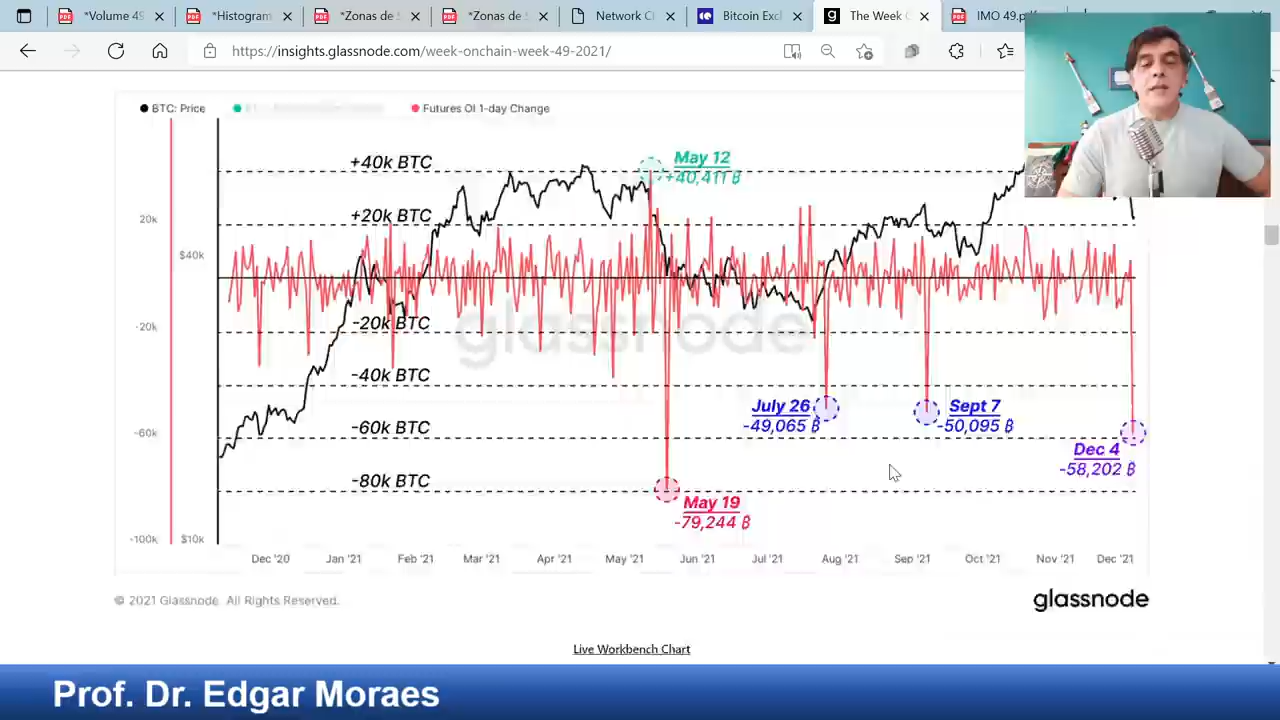 *Volume 49
*Histogram
*Zonas de S
*Zonas de S
Network C
Bitcoin Exc
The Week O
IMO 49.p
https://insights.glassnode.com/week-onchain-week-49-2021/
BTC: Price
Futures OI 1-day Change
+40k BTC
May 12
+40,411 ₿
+20k BTC
20k
$40k
glassnode
-20k BTC
-20k
-40k BTC
July 26
-49,065 ₿
Sept 7
-50,095 ₿
-60k BTC
-60k
Dec 4
-58,202 ₿
-80k BTC
May 19
-79,244 ₿
-100k
$10k
Dec '20
Jan '21
Feb '21
Mar '21
Apr '21
May '21
Jun '21
Jul '21
Aug '21
Sep '21
Oct '21
Nov '21
Dec '21
© 2021 Glassnode. All Rights Reserved.
glassnode
Live Workbench Chart
Prof. Dr. Edgar Moraes